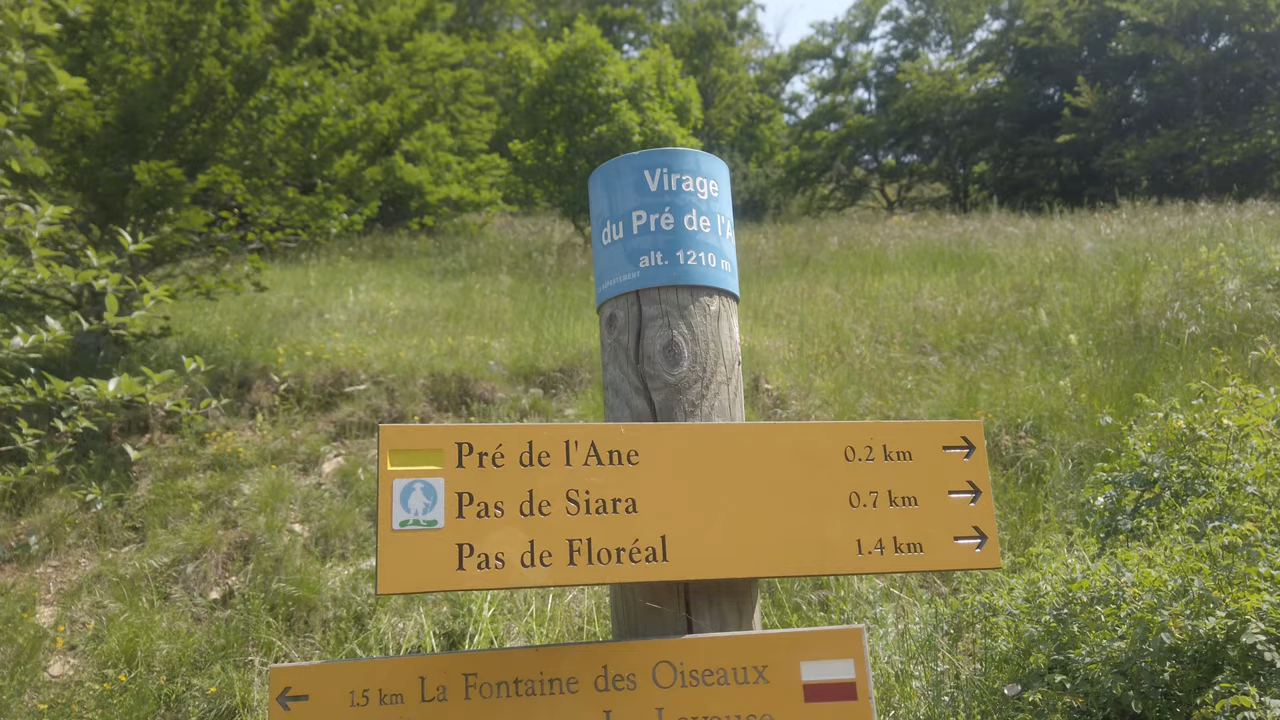 Virage
du Pré de l'A
alt. 1210 m
DÉPARTEMENT
Pré de l'Ane 0.2 km →
Pas de Siara 0.7 km →
Pas de Floréal 1.4 km →
← 1.5 km La Fontaine des Oiseaux